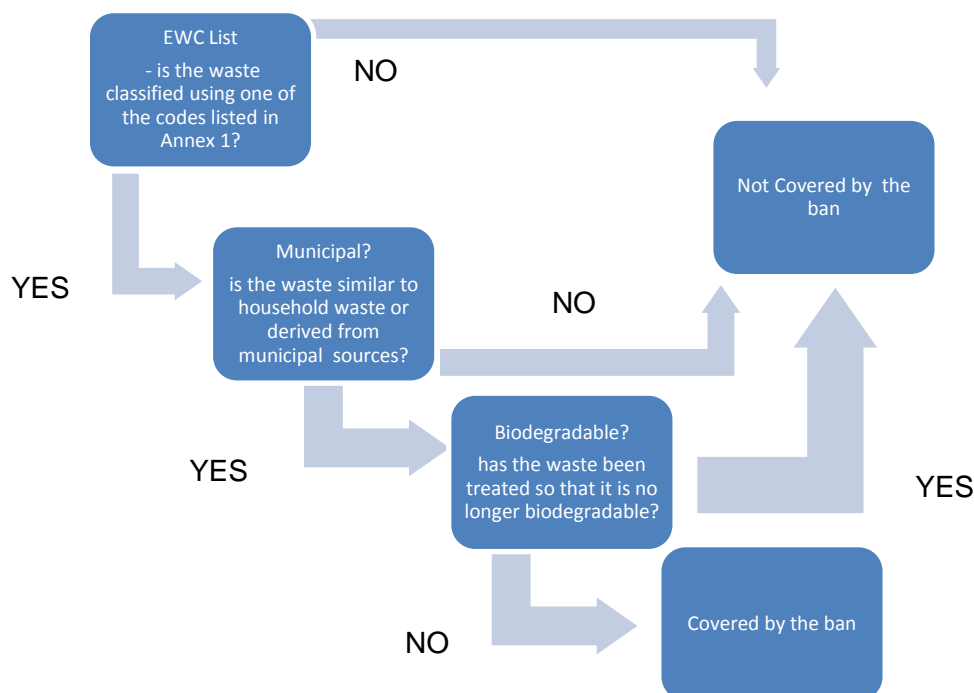 EWC List
- is the waste
classified using one of
the codes listed in
Annex 1?
NO
Not Covered by the
ban
YES
Municipal?
is the waste similar to
household waste or
derived from
municipal sources?
NO
YES
Biodegradable?
has the waste been
treated so that it is no
longer biodegradable?
YES
NO
Covered by the ban